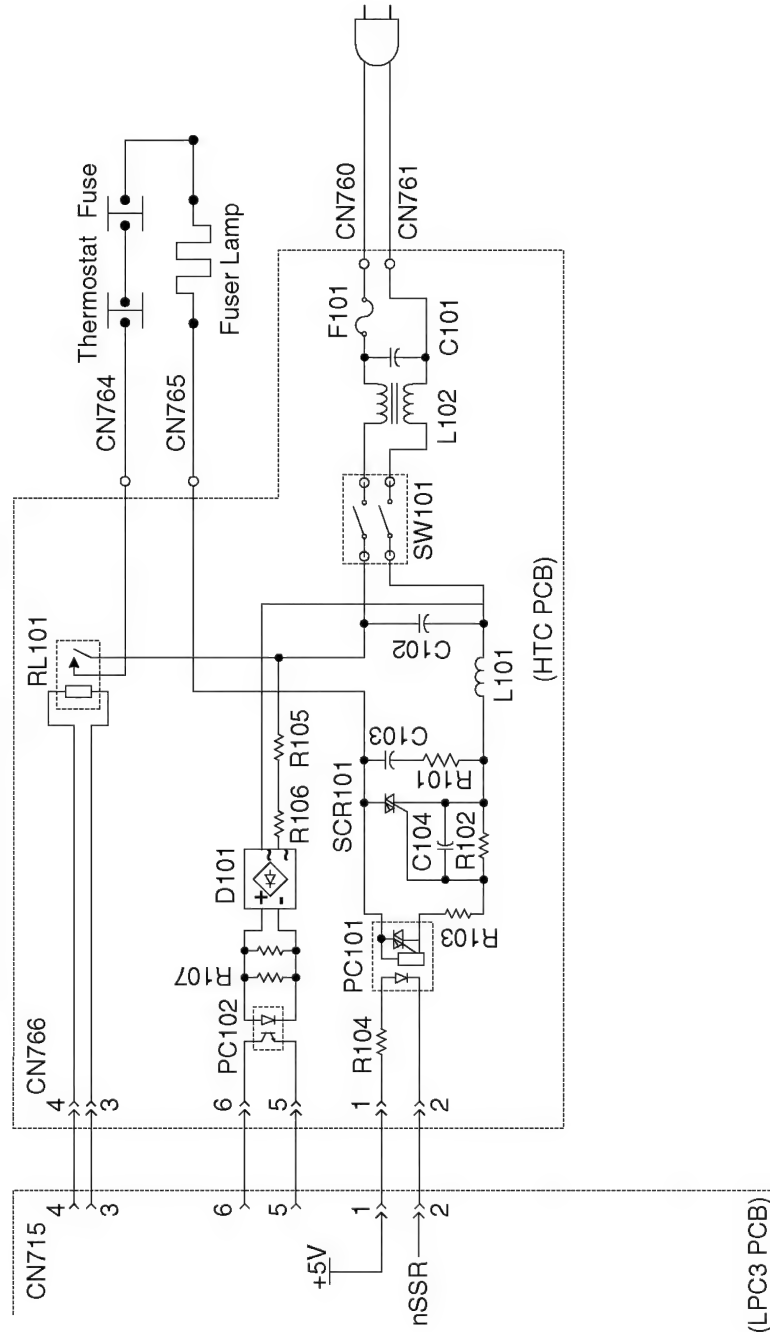 CN715
4
3
6
5
1
2
+5V
nSSR
(LPC3 PCB)
CN766
4
3
6
5
1
2
RL101
PC102
R107
D101
R106
R105
R104
PC101
R103
SCR101
C104
R102
C103
R101
C102
L101
(HTC PCB)
SW101
L102
C101
F101
CN764
CN765
Thermostat
Fuse
Fuser Lamp
CN760
CN761